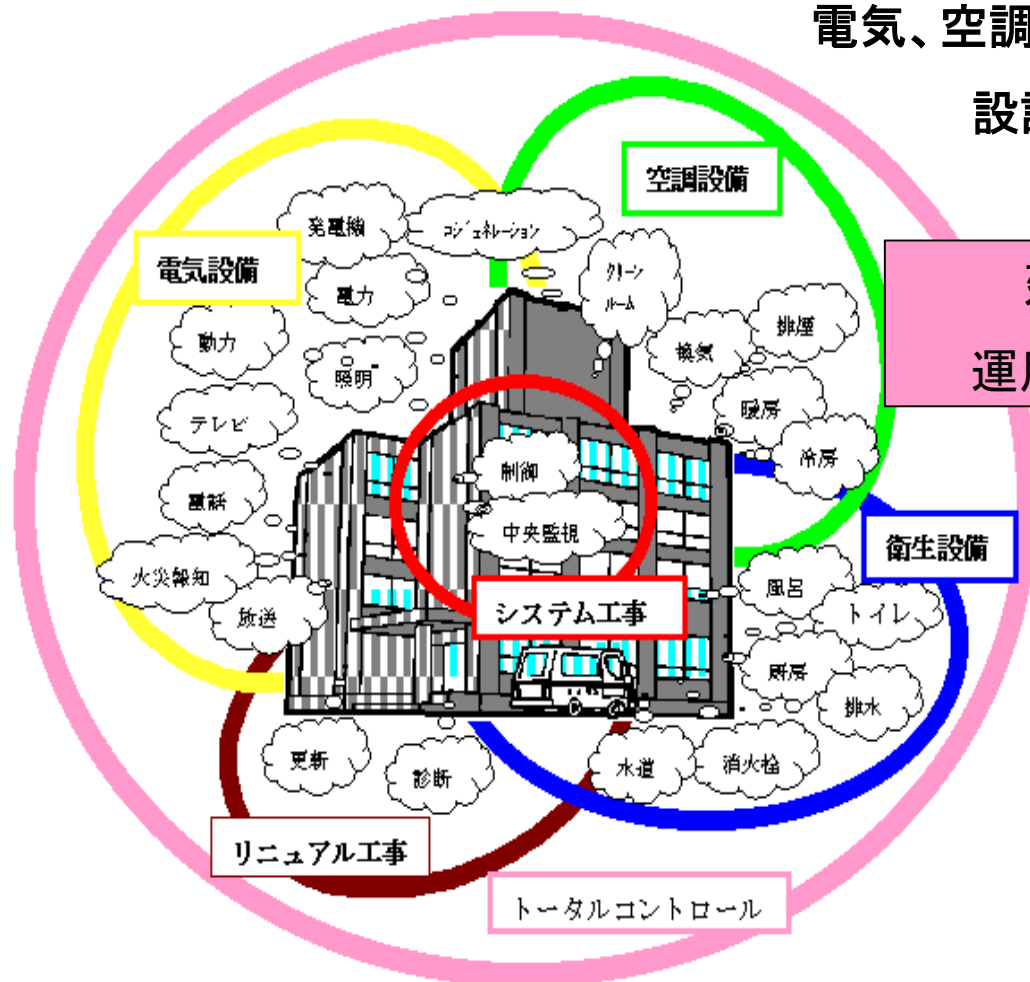 電気、空調
設
空調設備
発電機
コジェネレーション
電気設備
クリーン
ルーム
電力
排煙
動力
換気
照明
暖房
テレビ
冷房
制御
電話
中央監視
衛生設備
火災報知
風呂
放送
システム工事
トイレ
厨房
排水
更新
診断
水道
消火栓
リニュアル工事
トータルコントロール
運